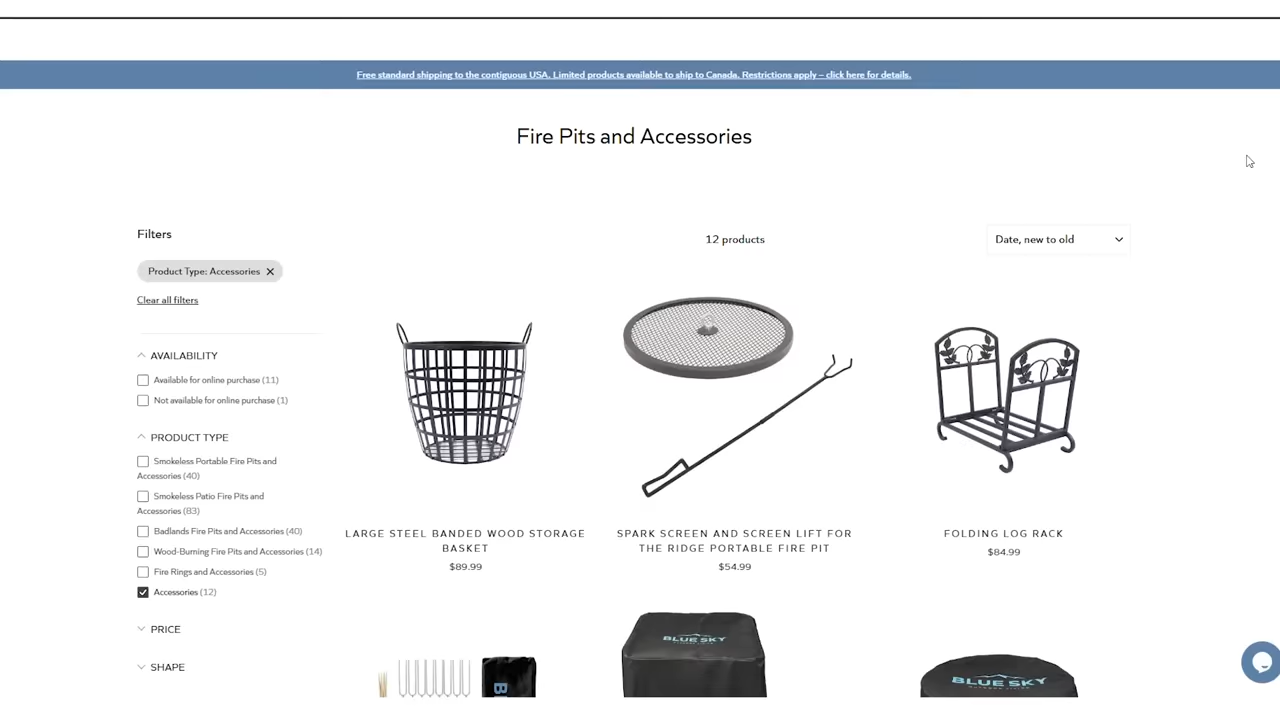 Free standard shipping to the contiguous USA. Limited products available to ship to Canada. Restrictions apply – click here for details.
Fire Pits and Accessories
Filters
12 products
Date, new to old
Product Type: Accessories
Clear all filters
AVAILABILITY
Available for online purchase (11)
Not available for online purchase (1)
PRODUCT TYPE
Smokeless Portable Fire Pits and
Accessories (40)
Smokeless Patio Fire Pits and
Accessories (83)
Badlands Fire Pits and Accessories (40)
Wood-Burning Fire Pits and Accessories (14)
Fire Rings and Accessories (5)
Accessories (12)
PRICE
SHAPE
LARGE STEEL BANDED WOOD STORAGE
BASKET
$89.99
SPARK SCREEN AND SCREEN LIFT FOR
THE RIDGE PORTABLE FIRE PIT
$54.99
FOLDING LOG RACK
$84.99
BLUE SKY
BLUE SKY